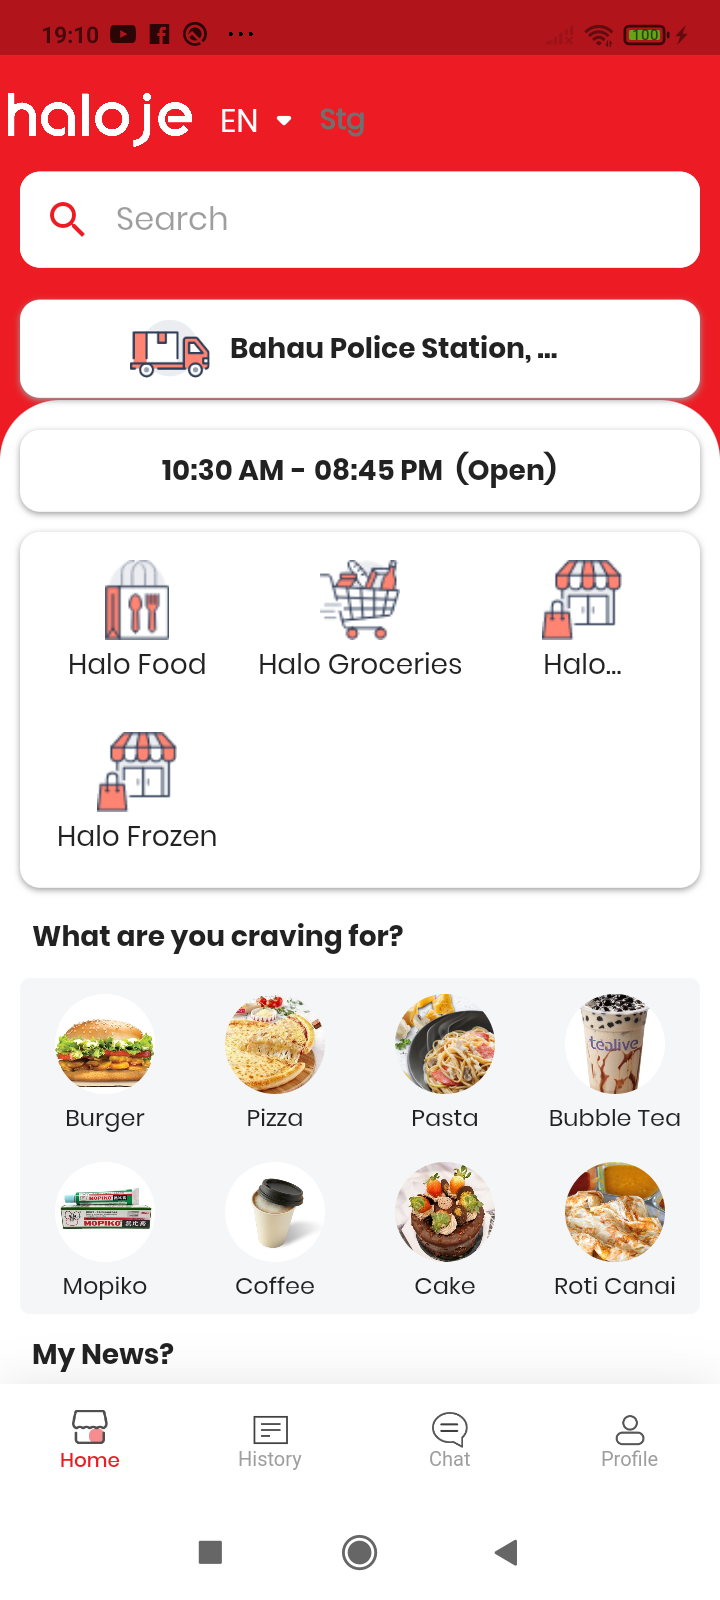 19:10 100
haloje EN Stg
Search
Bahau Police Station, ...
10:30 AM - 08:45 PM (Open)
Halo Food Halo Groceries Halo...
Halo Frozen
What are you craving for?
tealive
Burger Pizza Pasta Bubble Tea
MOPIKO
MOPIKO
Mopiko Coffee Cake Roti Canai
My News?
Home History Chat Profile